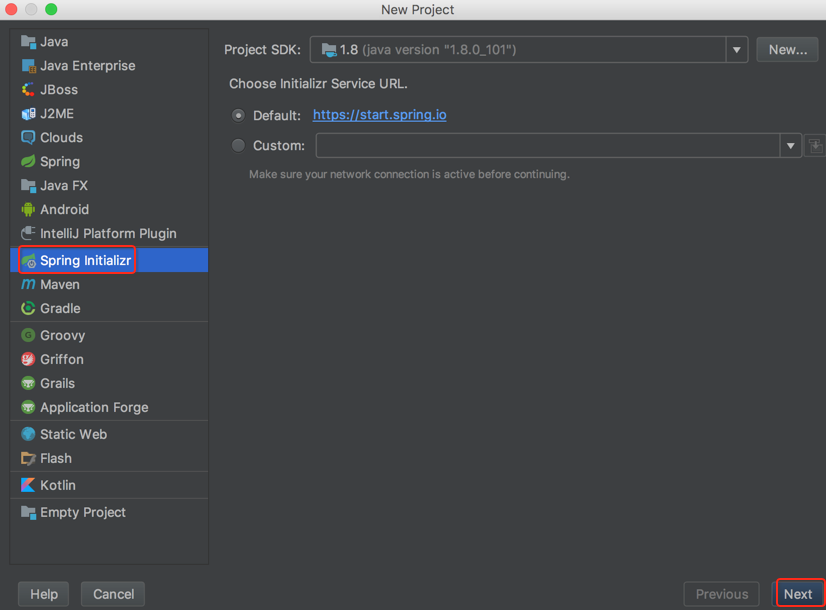 New Project
Java
Java Enterprise
JBoss
J2ME
Clouds
Spring
Java FX
Android
IntelliJ Platform Plugin
Spring Initializr
Maven
Gradle
Groovy
Griffon
Grails
Application Forge
Static Web
Flash
Kotlin
Empty Project
Project SDK: 1.8 (java version "1.8.0_101") New...
Choose Initializr Service URL.
Default: https://start.spring.io
Custom:
Make sure your network connection is active before continuing.
Help Cancel Previous Next